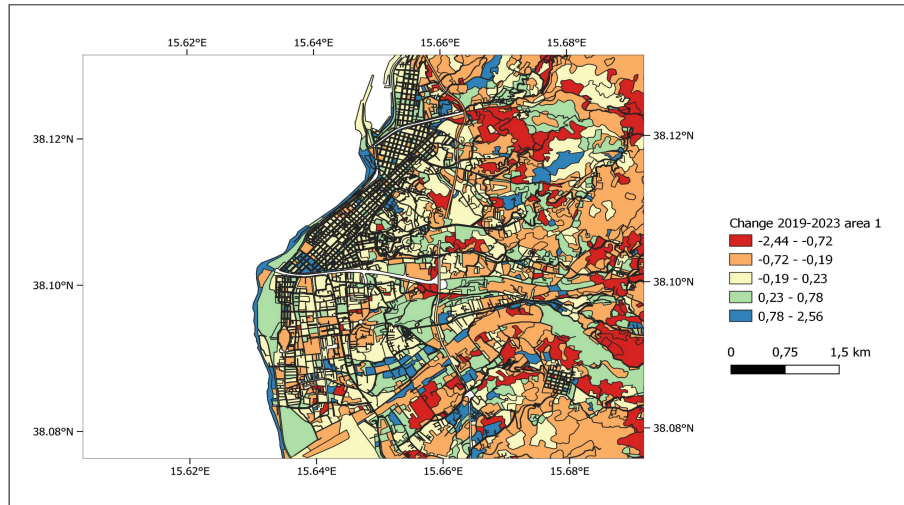 15.62°E 15.64°E 15.66°E 15.68°E
38.12°N 38.12°N
Change 2019-2023 area 1
-2,44 - -0,72
-0,72 - -0,19
-0,19 - 0,23
0,23 - 0,78
0,78 - 2,56
38.10°N 38.10°N
0 0,75 1,5 km
38.08°N 38.08°N
15.62°E 15.64°E 15.66°E 15.68°E